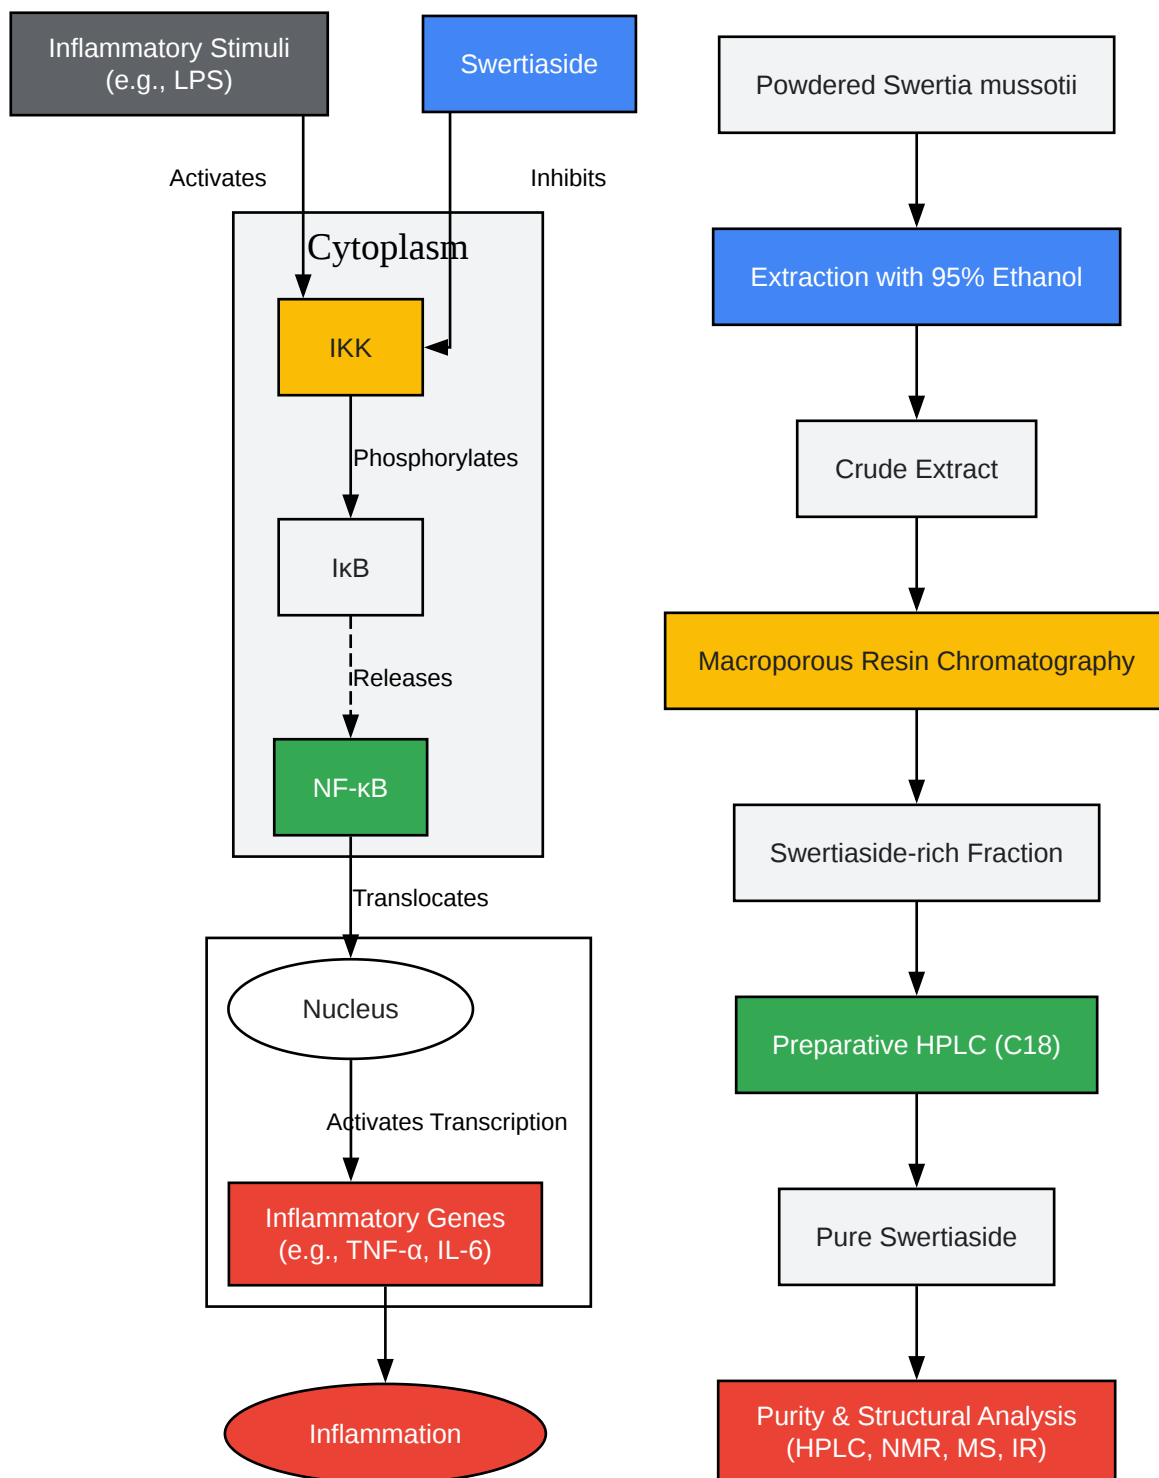 Inflammatory Stimuli
(e.g., LPS)
Swertiaside
Activates
Inhibits
Cytoplasm
IKK
Phosphorylates
IκB
Releases
NF-κB
Translocates
Nucleus
Activates Transcription
Inflammatory Genes
(e.g., TNF-α, IL-6)
Inflammation
Powdered Swertia mussotii
Extraction with 95% Ethanol
Crude Extract
Macroporous Resin Chromatography
Swertiaside-rich Fraction
Preparative HPLC (C18)
Pure Swertiaside
Purity & Structural Analysis
(HPLC, NMR, MS, IR)